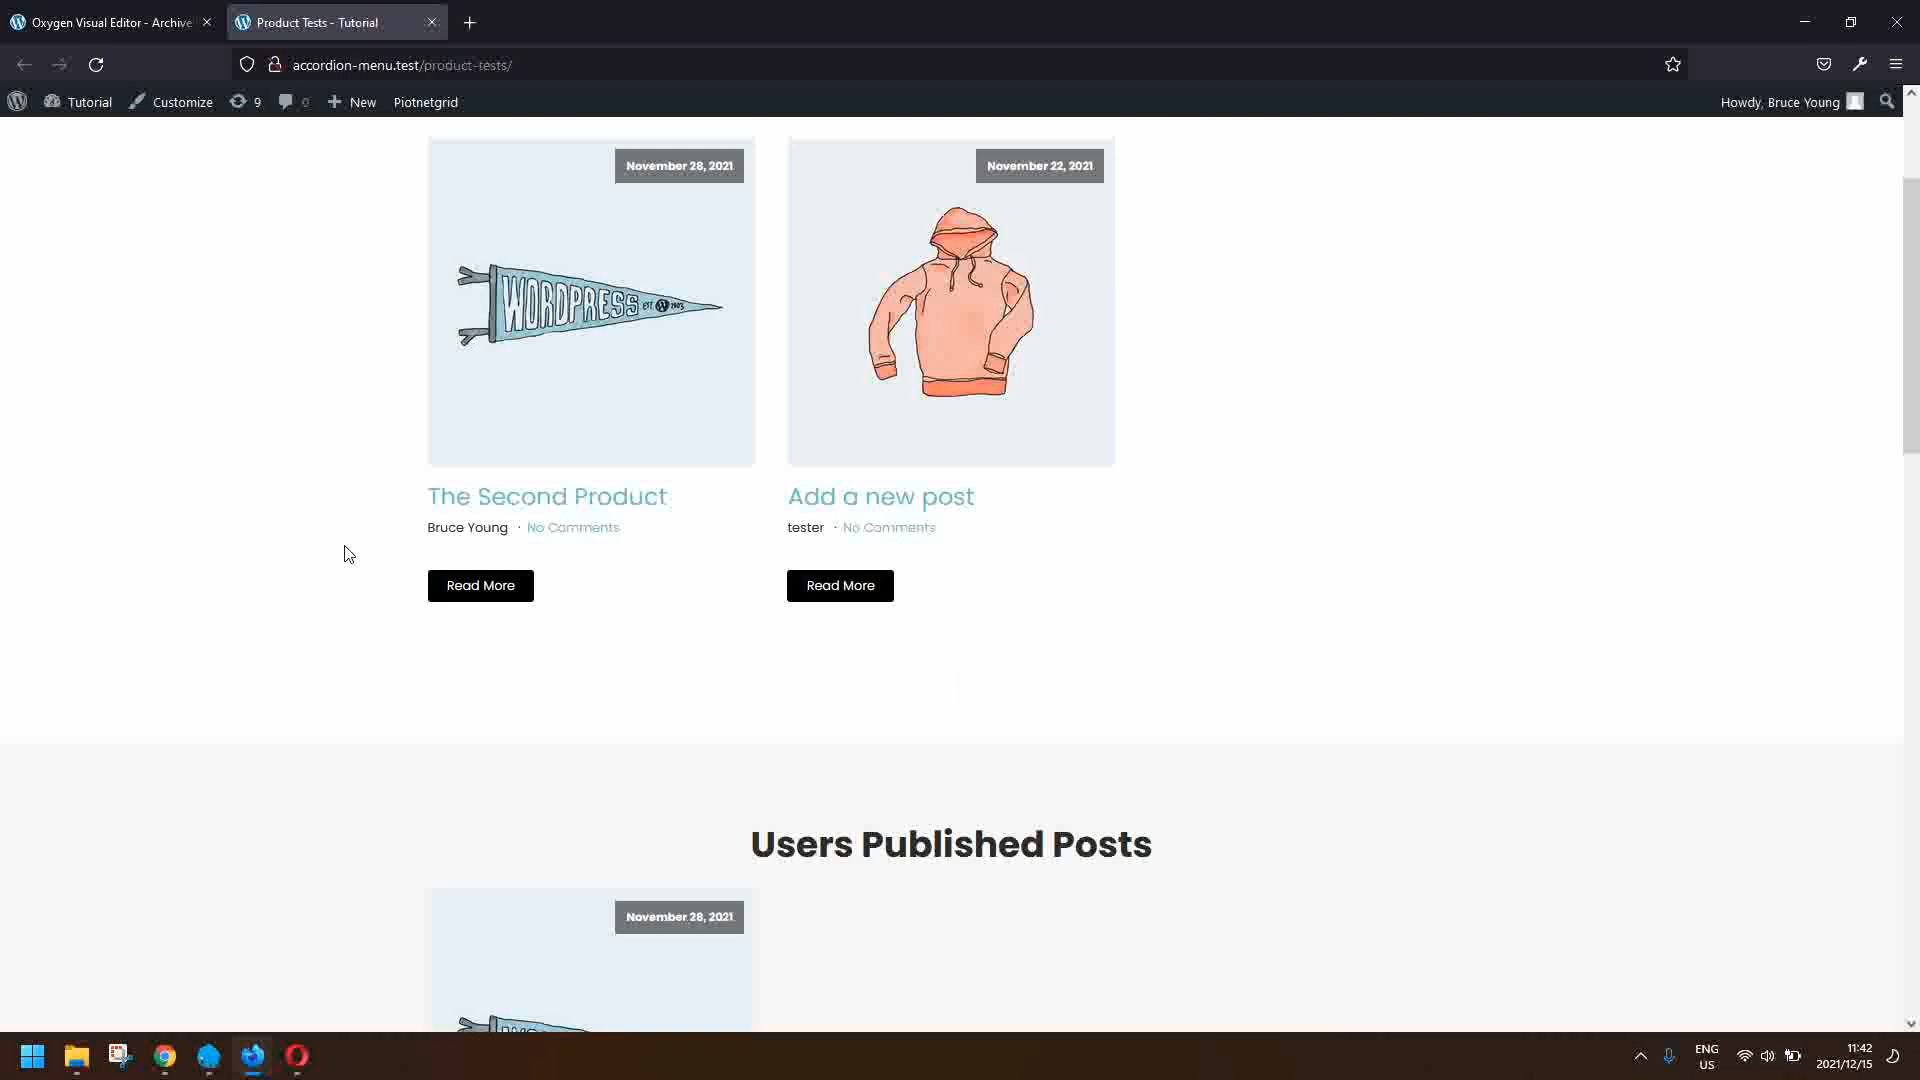 Oxygen Visual Editor - Archive
Product Tests - Tutorial
accordion-menu.test/product-tests/
Tutorial
Customize
9
0
New
Piotnetgrid
Howdy, Bruce Young
November 28, 2021
November 22, 2021
WORDPRESS
EST.
The Second Product
Add a new post
Bruce Young · No Comments
tester · No Comments
Read More
Read More
Users Published Posts
November 28, 2021
ENG
US
11:42
2021/12/15